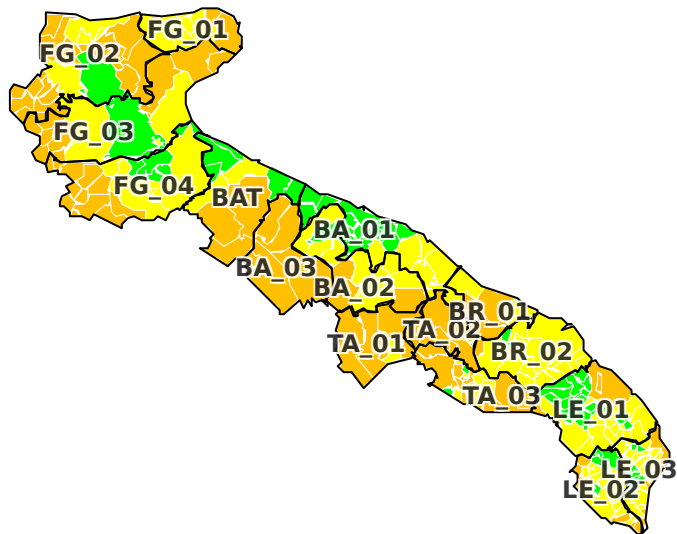 FG_01
FG_02
FG_03
FG_04
BAT
BA_01
BA_03
BA_02
BR_01
TA_02
TA_01
BR_02
TA_03
LE_01
LE_03
LE_02